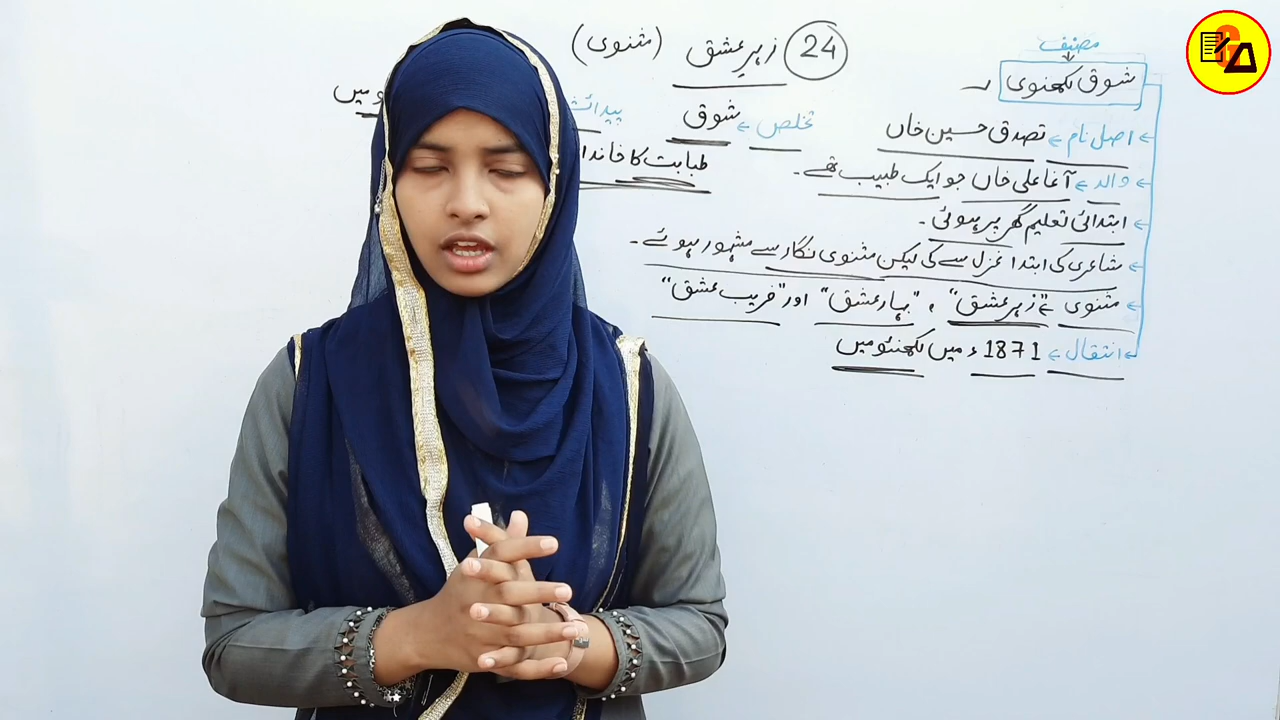 24 زہرِ عشق (مثنوی)
مصنف
شوق لکھنوی
اصل نام ← تصدق حسین خاں
تخلص ← شوق
والد ← آغا علی خاں جو ایک طبیب تھے۔
طبابت کا
ابتدائی تعلیم گھر پر ہوئی۔
شاعری کی ابتدا غزل سے کی لیکن مثنوی نگار سے مشہور ہوئے۔
مثنوی ← "زہرِ عشق"، "بہارِ عشق" اور "فریبِ عشق"
انتقال ← 1871ء میں لکھنئو میں